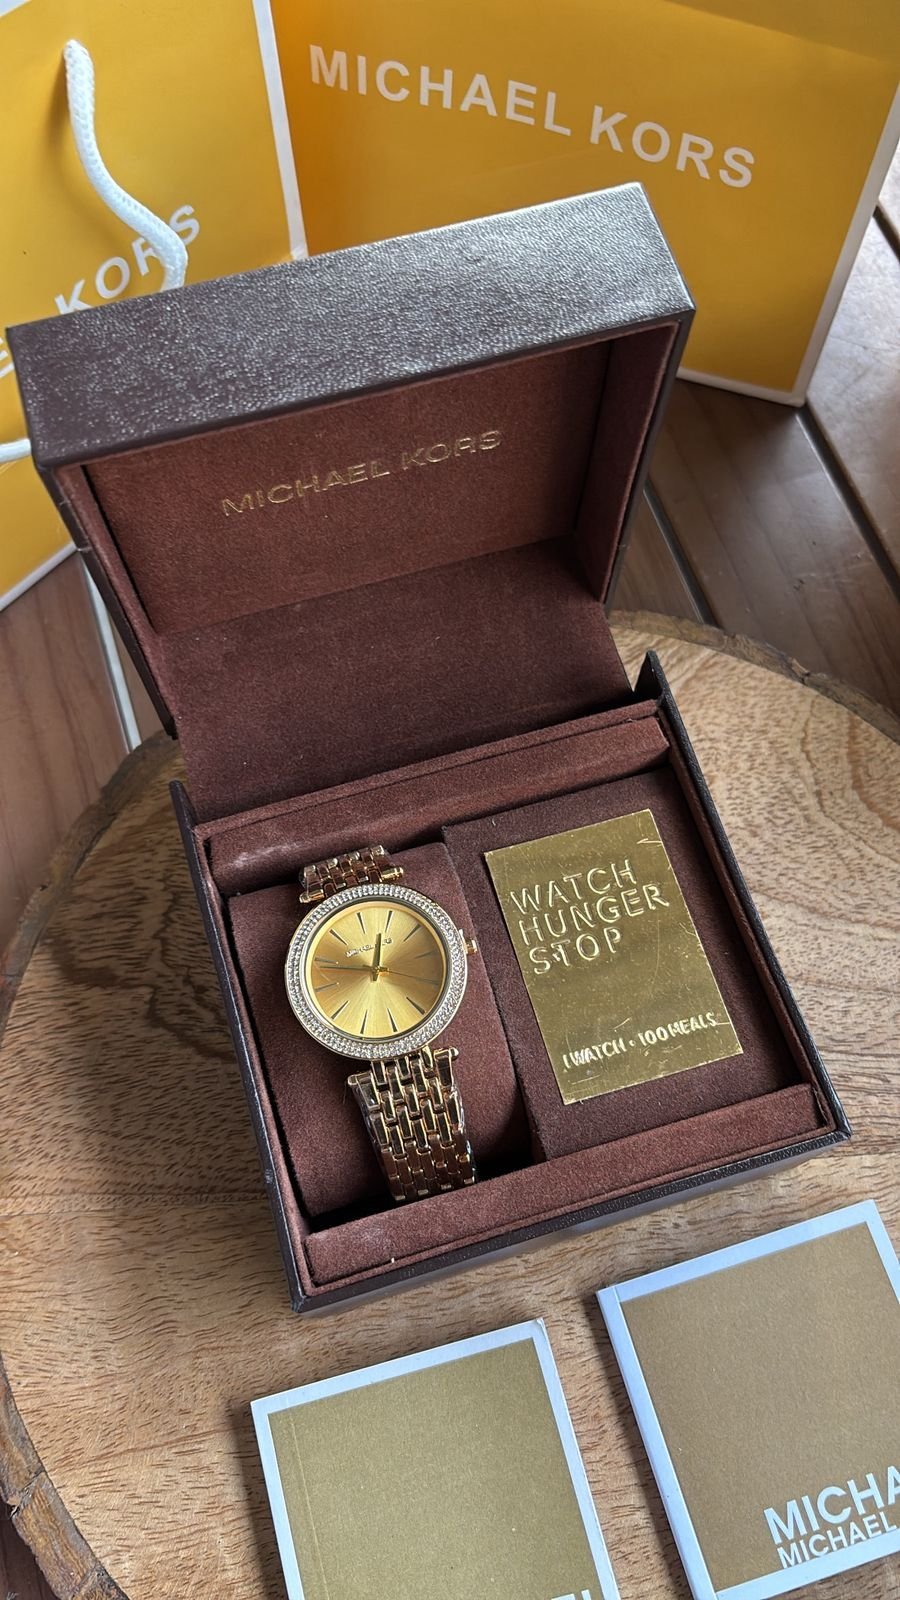 MICHAEL KORS
KORS
MICHAEL KORS
MICHAEL KORS
WATCH
HUNGER
STOP
1 WATCH • 100 MEALS
MICHA
MICHAEL